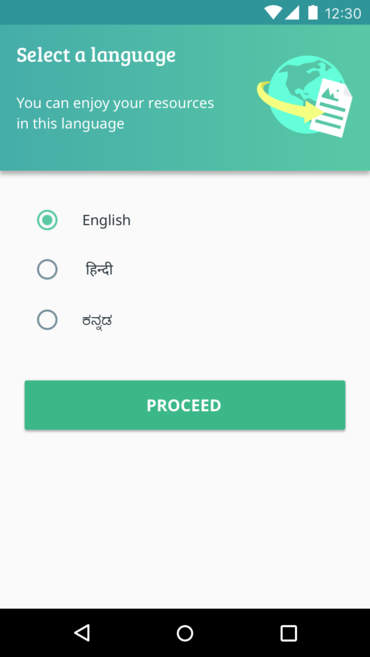 12:30
Select a language
You can enjoy your resources
in this language
English
हिन्दी
ಕನ್ನಡ
PROCEED